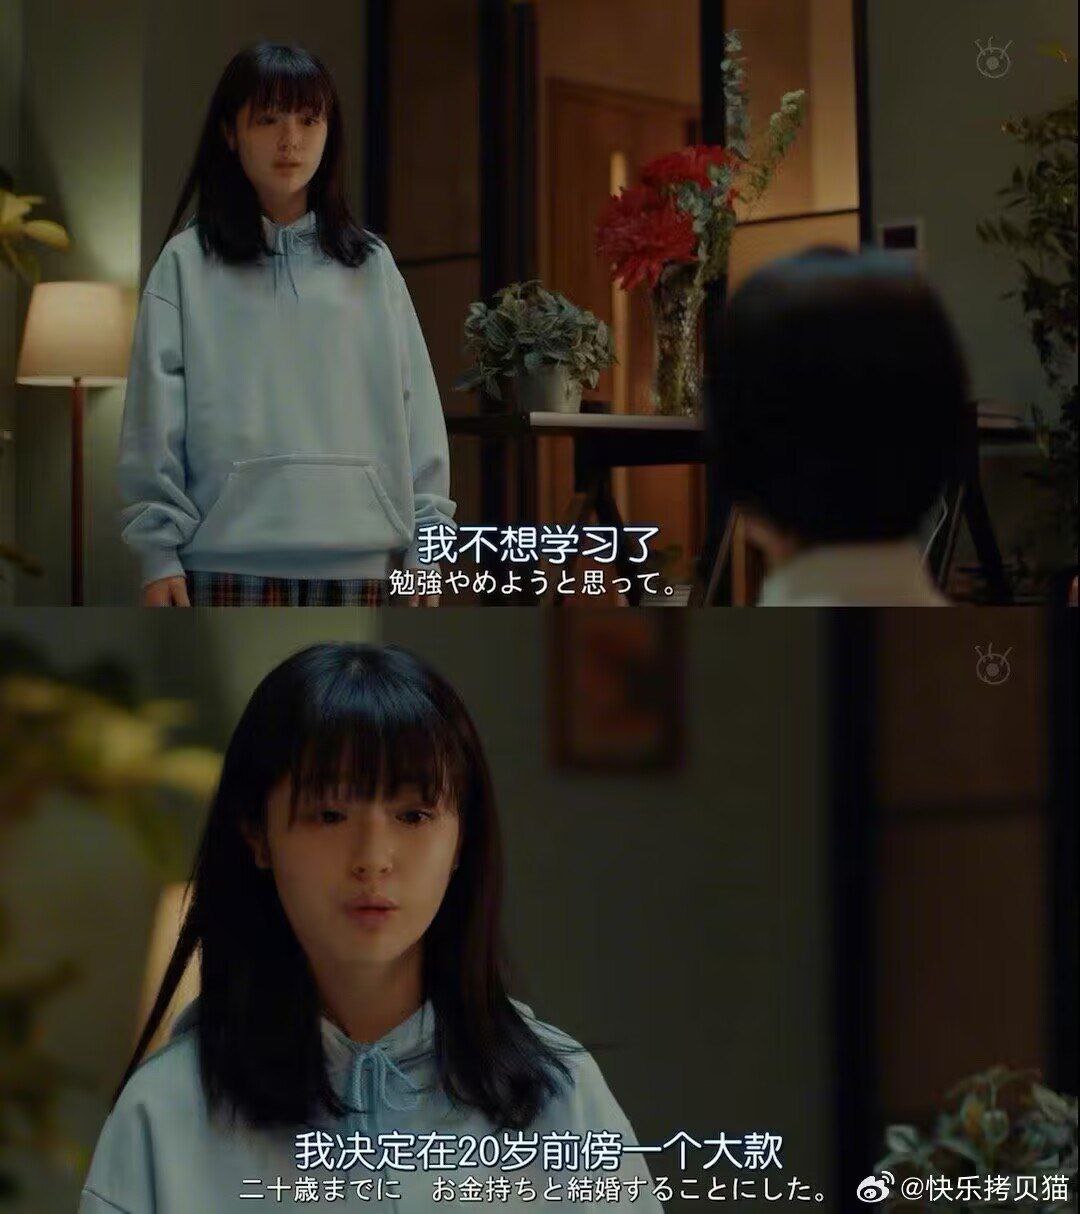 我不想学习了
勉強やめようと思って。
我决定在20岁前傍一个大款
二十歳までに　お金持ちと結婚することにした。
@快乐拷贝猫